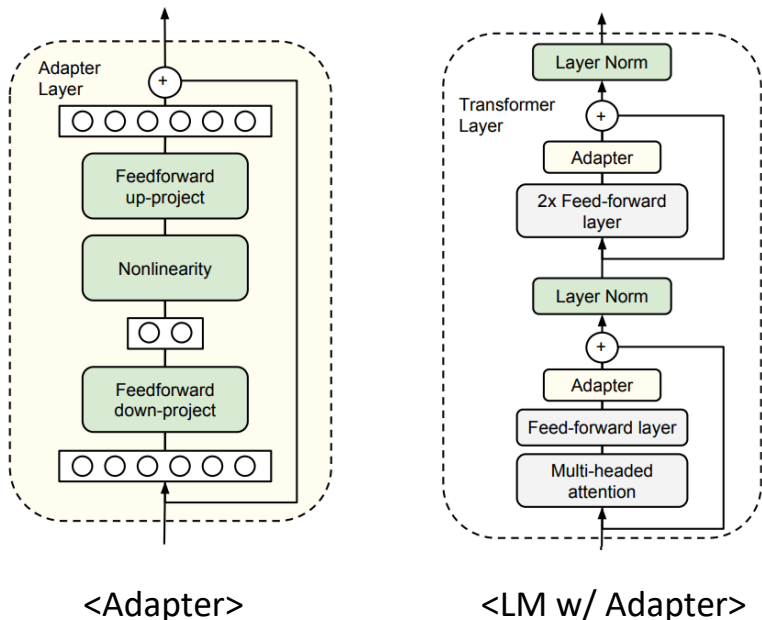 Adapter
Layer
+
Feedforward
up-project
Nonlinearity
Feedforward
down-project
<Adapter>
Layer Norm
Transformer
Layer
+
Adapter
2x Feed-forward
layer
Layer Norm
+
Adapter
Feed-forward layer
Multi-headed
attention
<LM w/ Adapter>